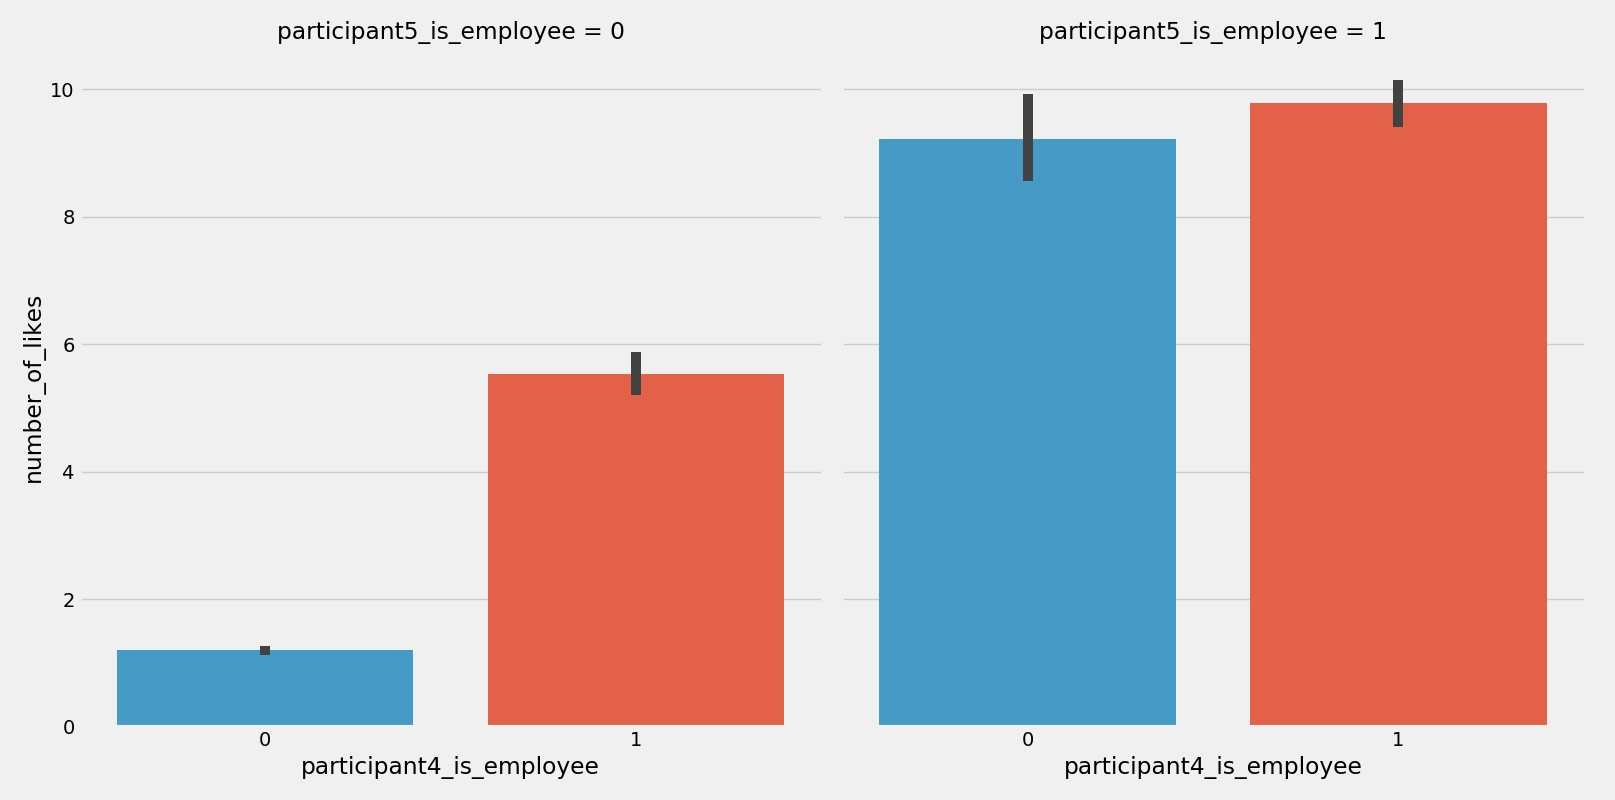 participant5_is_employee = 0
participant5_is_employee = 1
number_of_likes
10
8
6
4
2
0
0
1
0
1
participant4_is_employee
participant4_is_employee